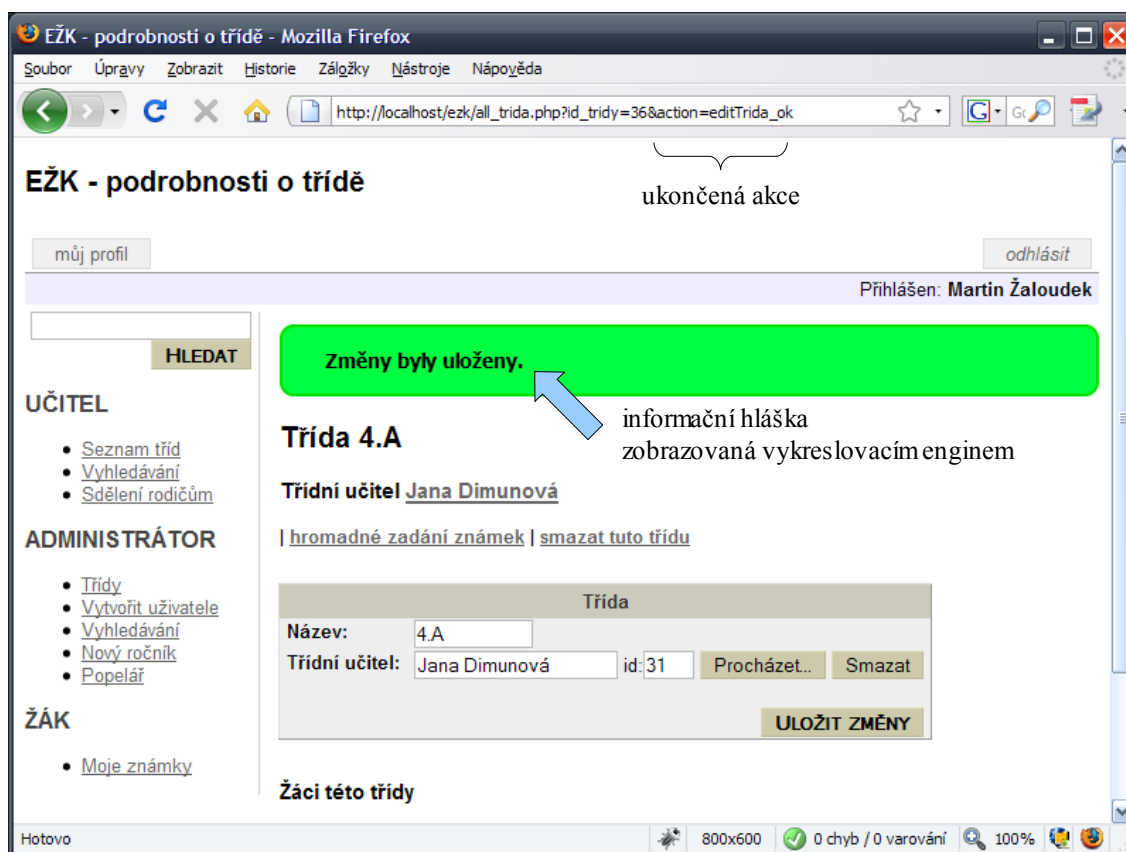 EŽK - podrobnosti o třídě - Mozilla Firefox
Soubor Úpravy Zobrazit Historie Záložky Nástroje Nápověda
http://localhost/ezk/all_trida.php?id_tridy=36&action=editTrida_ok
G
EŽK - podrobnosti o třídě
ukončená akce
můj profil
odhlásit
Přihlášen: Martin Žaloudek
HLEDAT
Změny byly uloženy.
UČITEL
Seznam tříd
Vyhledávání
Sdělení rodičům
informační hláška
zobrazovaná vykreslovacím enginem
Třída 4.A
Třídní učitel Jana Dimunová
| hromadné zadání známek | smazat tuto třídu
ADMINISTRÁTOR
Třídy
Vytvořit uživatele
Vyhledávání
Nový ročník
Popelář
Třída
Název: 4.A
Třídní učitel: Jana Dimunová id: 31 Procházet... Smazat
ULOŽIT ZMĚNY
ŽÁK
Moje známky
Žáci této třídy
Hotovo 800x600 0 chyb / 0 varování 100%